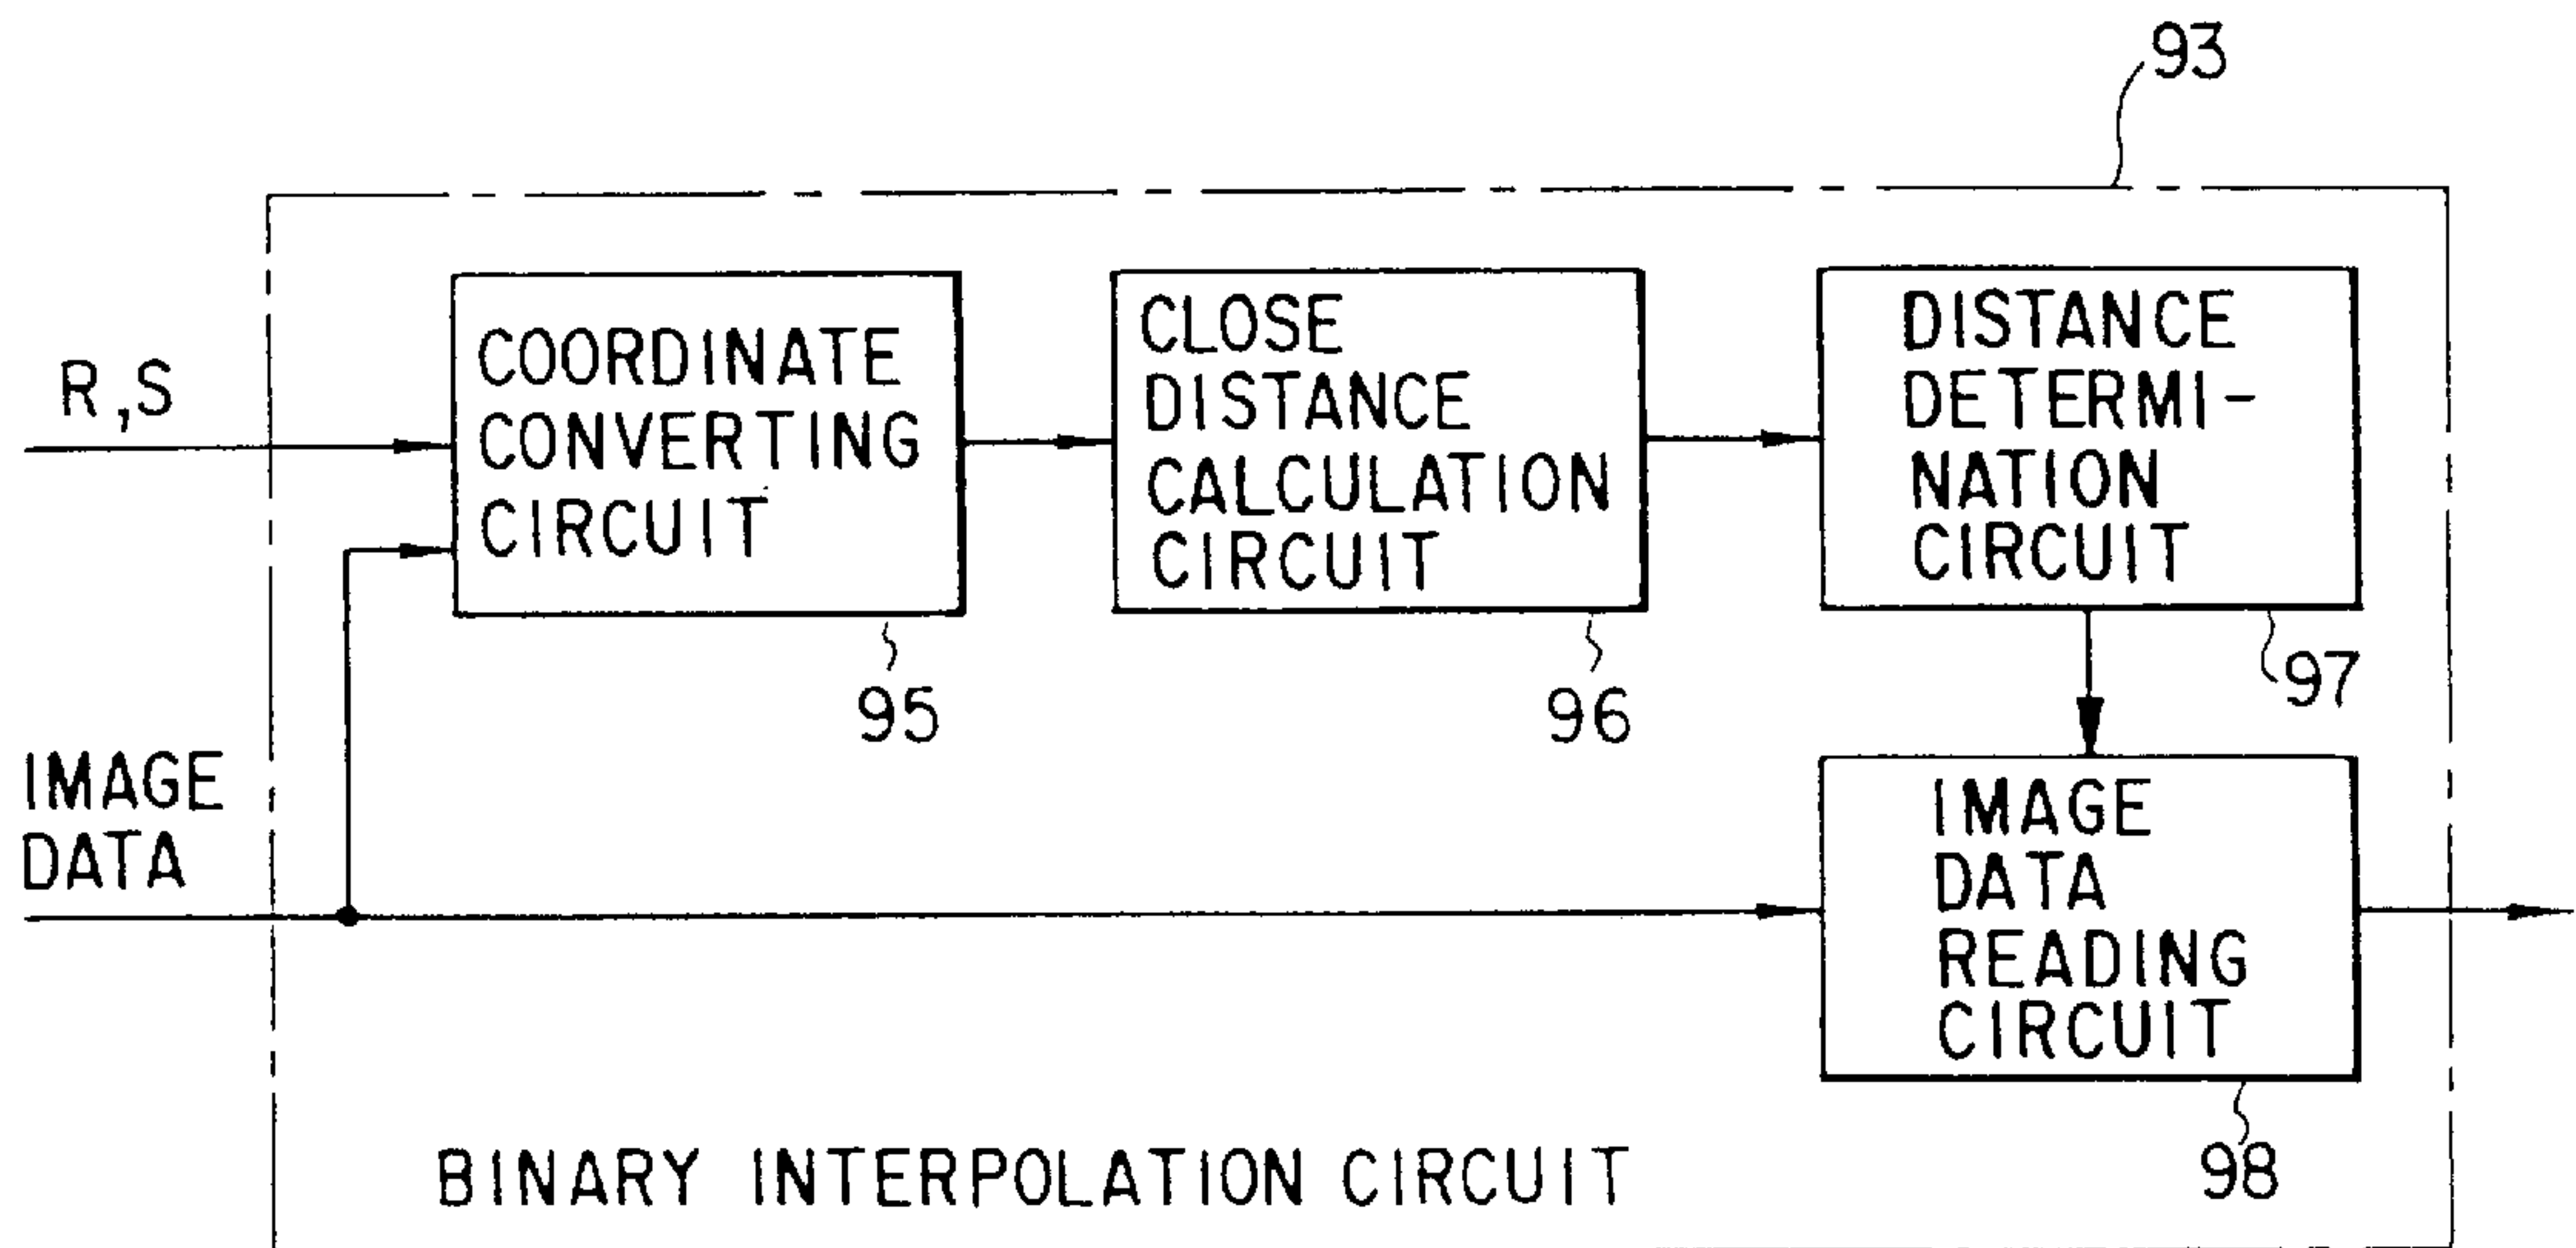 93
R,S
COORDINATE
CONVERTING
CIRCUIT
95
CLOSE
DISTANCE
CALCULATION
CIRCUIT
96
DISTANCE
DETERMI-
NATION
CIRCUIT
97
IMAGE
DATA
IMAGE
DATA
READING
CIRCUIT
98
BINARY INTERPOLATION CIRCUIT